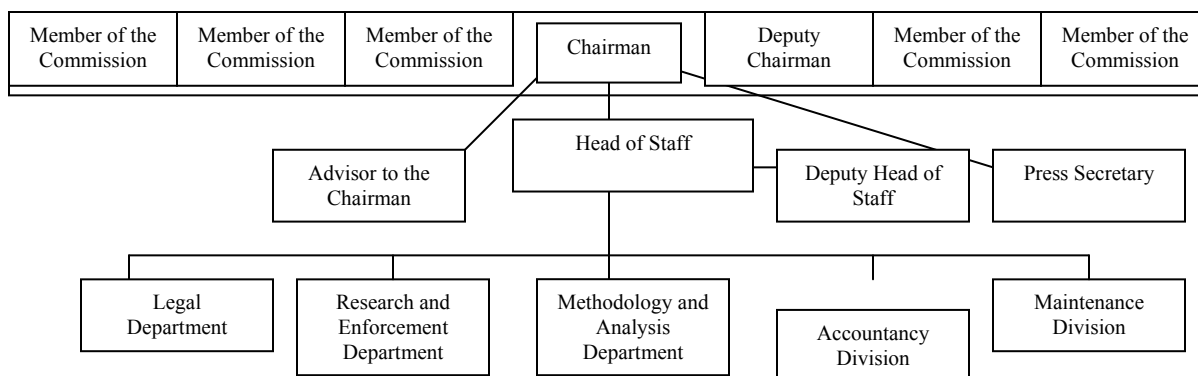 Member of the
Commission
Member of the
Commission
Member of the
Commission
Chairman
Deputy
Chairman
Member of the
Commission
Member of the
Commission
Head of Staff
Advisor to the
Chairman
Deputy Head of
Staff
Press Secretary
Legal
Department
Research and
Enforcement
Department
Methodology and
Analysis
Department
Accountancy
Division
Maintenance
Division